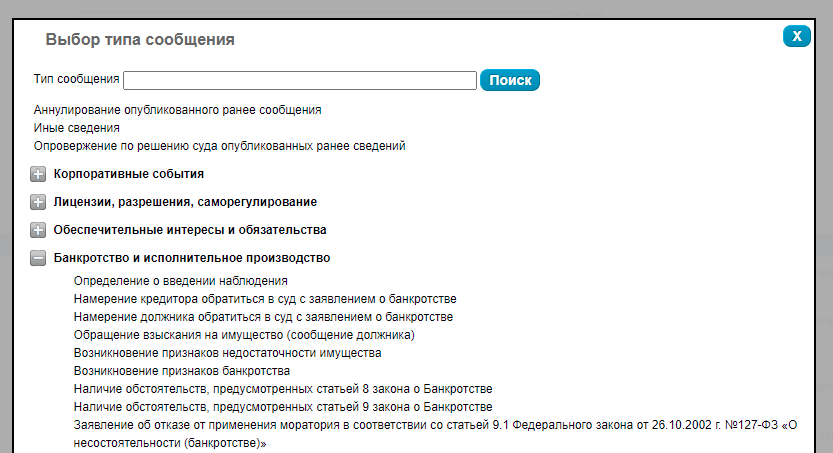 Выбор типа сообщения
X
Тип сообщения Поиск
Аннулирование опубликованного ранее сообщения
Иные сведения
Опровержение по решению суда опубликованных ранее сведений
Корпоративные события
Лицензии, разрешения, саморегулирование
Обеспечительные интересы и обязательства
Банкротство и исполнительное производство
Определение о введении наблюдения
Намерение кредитора обратиться в суд с заявлением о банкротстве
Намерение должника обратиться в суд с заявлением о банкротстве
Обращение взыскания на имущество (сообщение должника)
Возникновение признаков недостаточности имущества
Возникновение признаков банкротства
Наличие обстоятельств, предусмотренных статьей 8 закона о Банкротстве
Наличие обстоятельств, предусмотренных статьей 9 закона о Банкротстве
Заявление об отказе от применения моратория в соответствии со статьей 9.1 Федерального закона от 26.10.2002 г. №127-ФЗ «О
несостоятельности (банкротстве)»